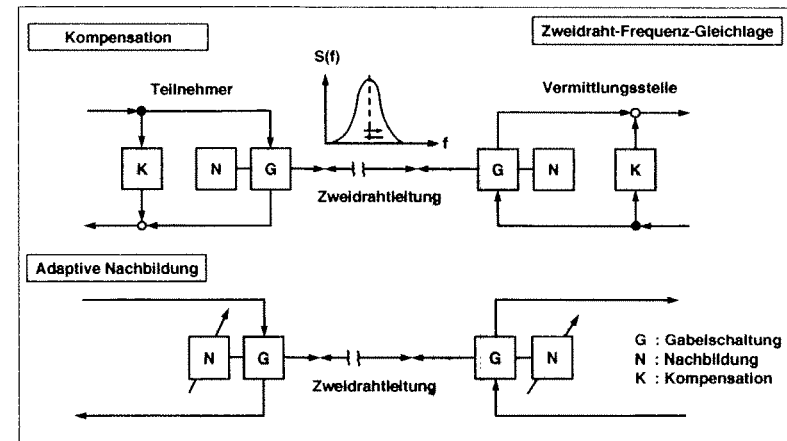 Kompensation
Zweidraht-Frequenz-Gleichlage
S(f)
Teilnehmer
Vermittlungsstelle
f
K
N
G
G
N
K
Zweidrahtleitung
Adaptive Nachbildung
N
G
G
N
Zweidrahtleitung
G : Gabelschaltung
N : Nachbildung
K : Kompensation